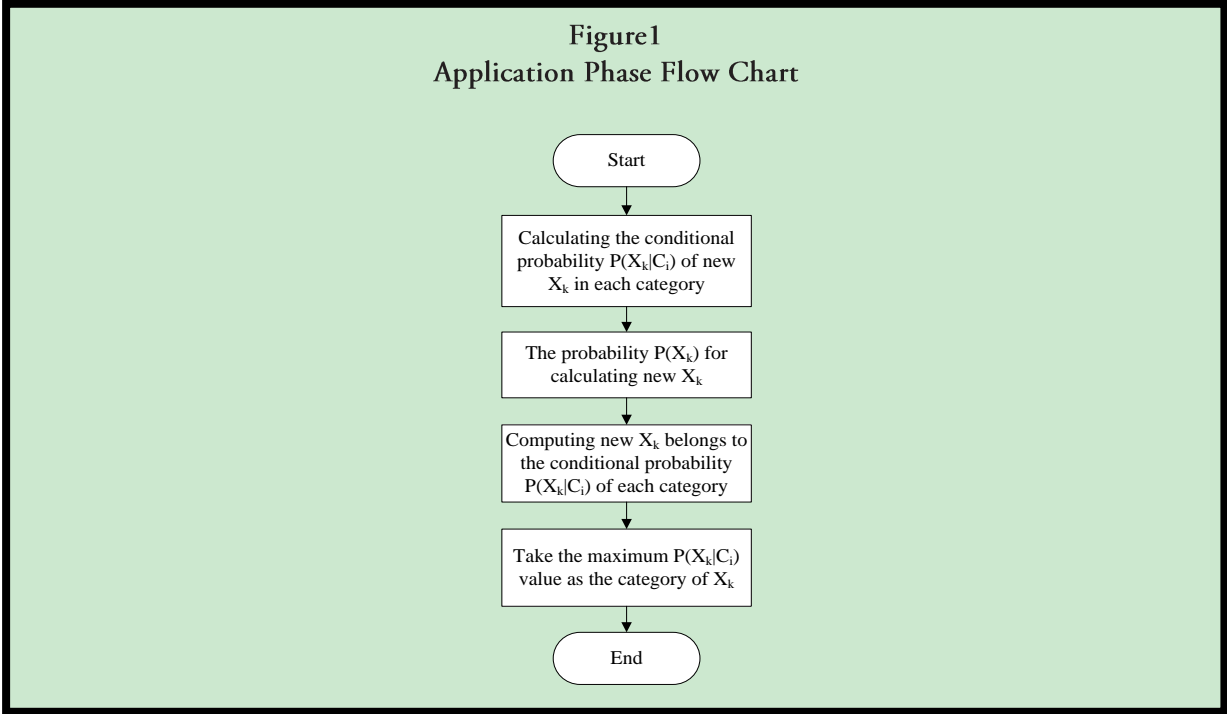 Figure1
Application Phase Flow Chart
Start
Calculating the conditional
probability P(Xₖ|Cᵢ) of new
Xₖ in each category
The probability P(Xₖ) for
calculating new Xₖ
Computing new Xₖ belongs to
the conditional probability
P(Xₖ|Cᵢ) of each category
Take the maximum P(Xₖ|Cᵢ)
value as the category of Xₖ
End